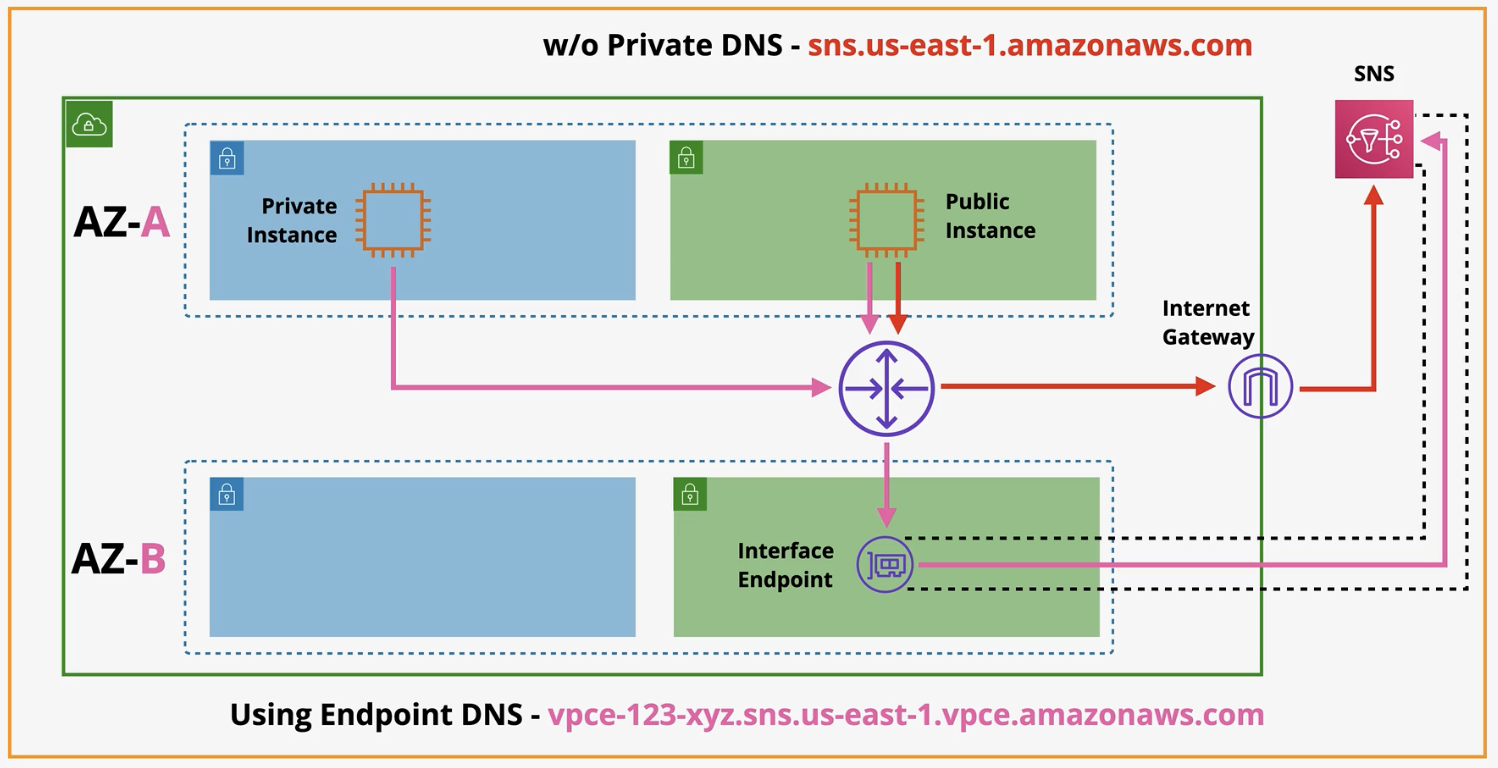 w/o Private DNS - sns.us-east-1.amazonaws.com
SNS
AZ-A
Private
Instance
Public
Instance
Internet
Gateway
AZ-B
Interface
Endpoint
Using Endpoint DNS - vpce-123-xyz.sns.us-east-1.vpce.amazonaws.com